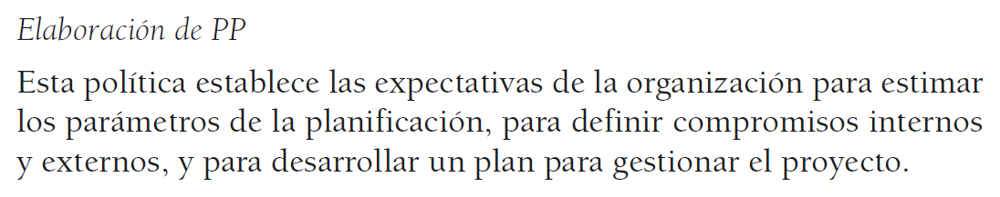 Elaboración de PP
Esta política establece las expectativas de la organización para estimar
los parámetros de la planificación, para definir compromisos internos
y externos, y para desarrollar un plan para gestionar el proyecto.